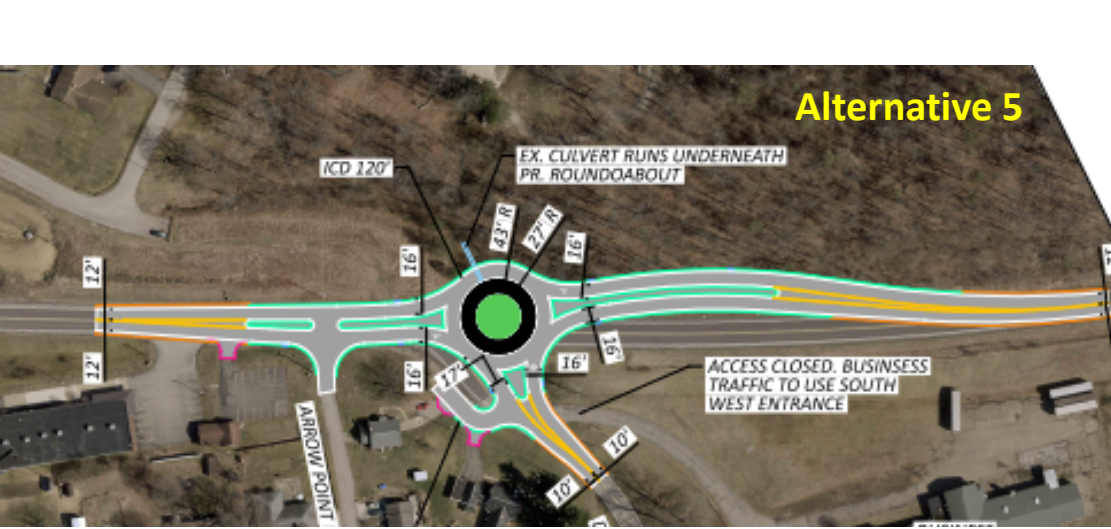 Alternative 5
ICD 120'
EX. CULVERT RUNS UNDERNEATH
PR. ROUNDOABOUT
43' R
27' R
16'
16'
12'
12'
16'
16'
17'
16'
ACCESS CLOSED. BUSINSESS
TRAFFIC TO USE SOUTH
WEST ENTRANCE
10'
10'
ARROW POINT